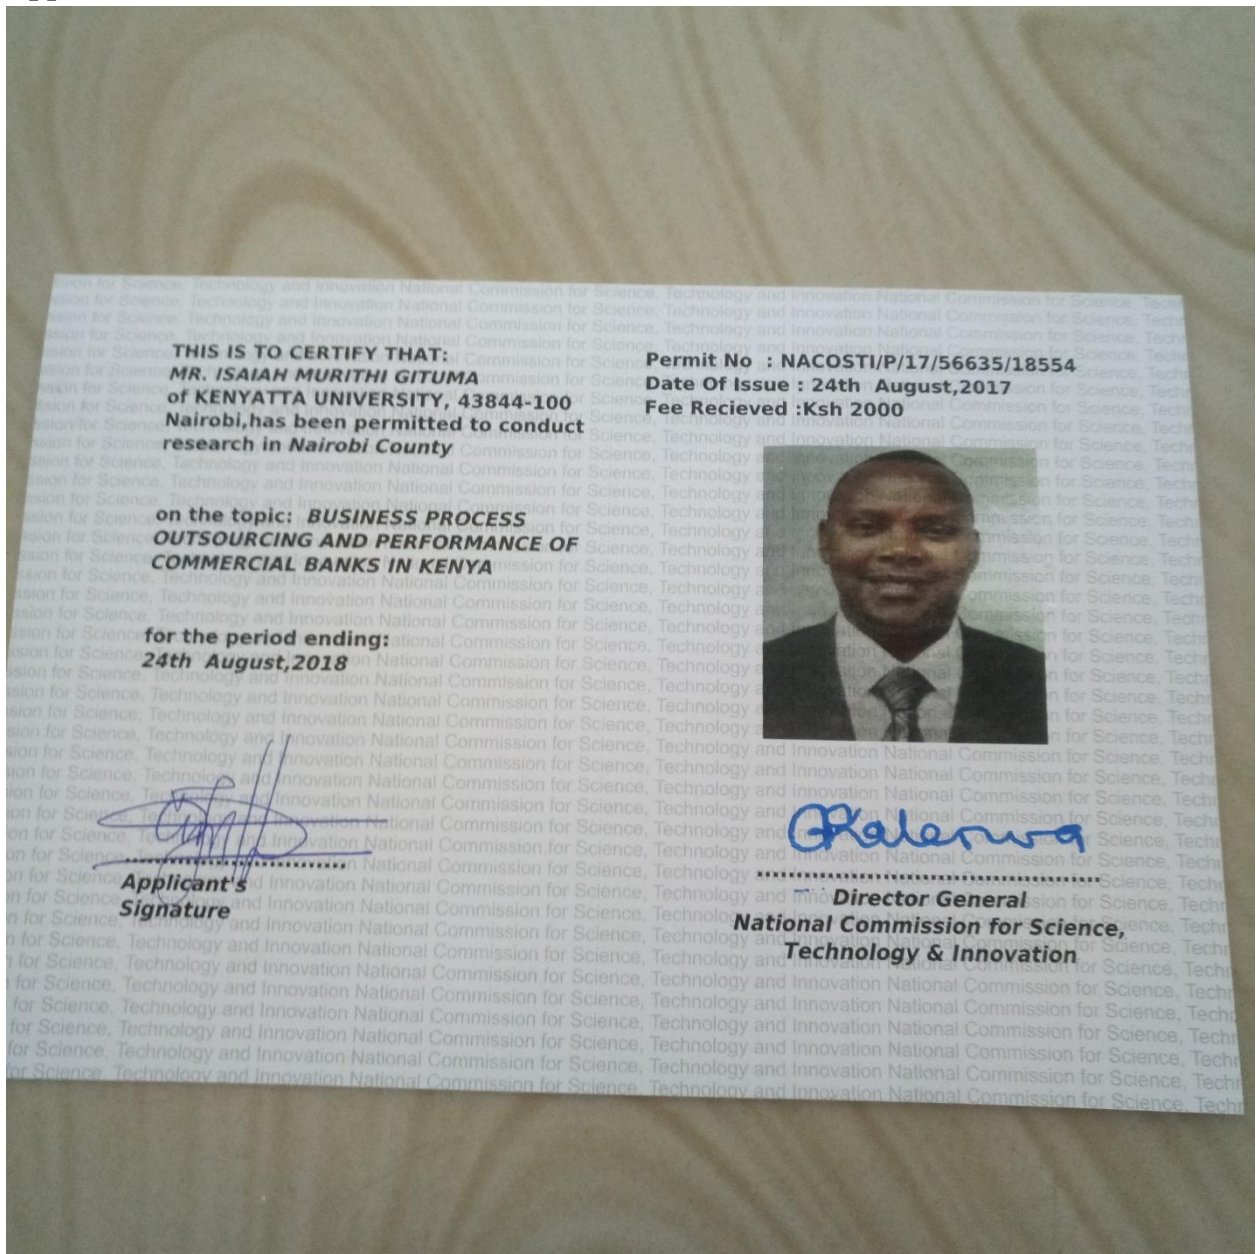 THIS IS TO CERTIFY THAT:
MR. ISAIAH MURITHI GITUMA
of KENYATTA UNIVERSITY, 43844-100
Nairobi,has been permitted to conduct
research in Nairobi County
on the topic: BUSINESS PROCESS
OUTSOURCING AND PERFORMANCE OF
COMMERCIAL BANKS IN KENYA
for the period ending:
24th August,2018
Applicant's
Signature
Permit No : NACOSTI/P/17/56635/18554
Date Of Issue : 24th August,2017
Fee Recieved :Ksh 2000
Director General
National Commission for Science,
Technology & Innovation